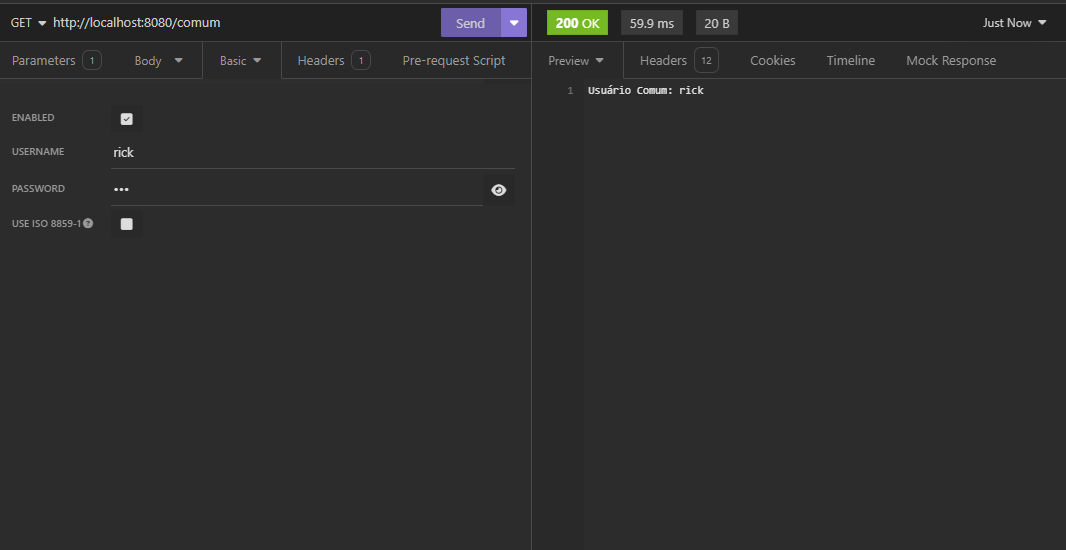 GET http://localhost:8080/comum Send
200 OK 59.9 ms 20 B Just Now
Parameters 1 Body Basic Headers 1 Pre-request Script
Preview Headers 12 Cookies Timeline Mock Response
ENABLED
USERNAME rick
PASSWORD •••
USE ISO 8859-1 ?
1 Usuário Comum: rick